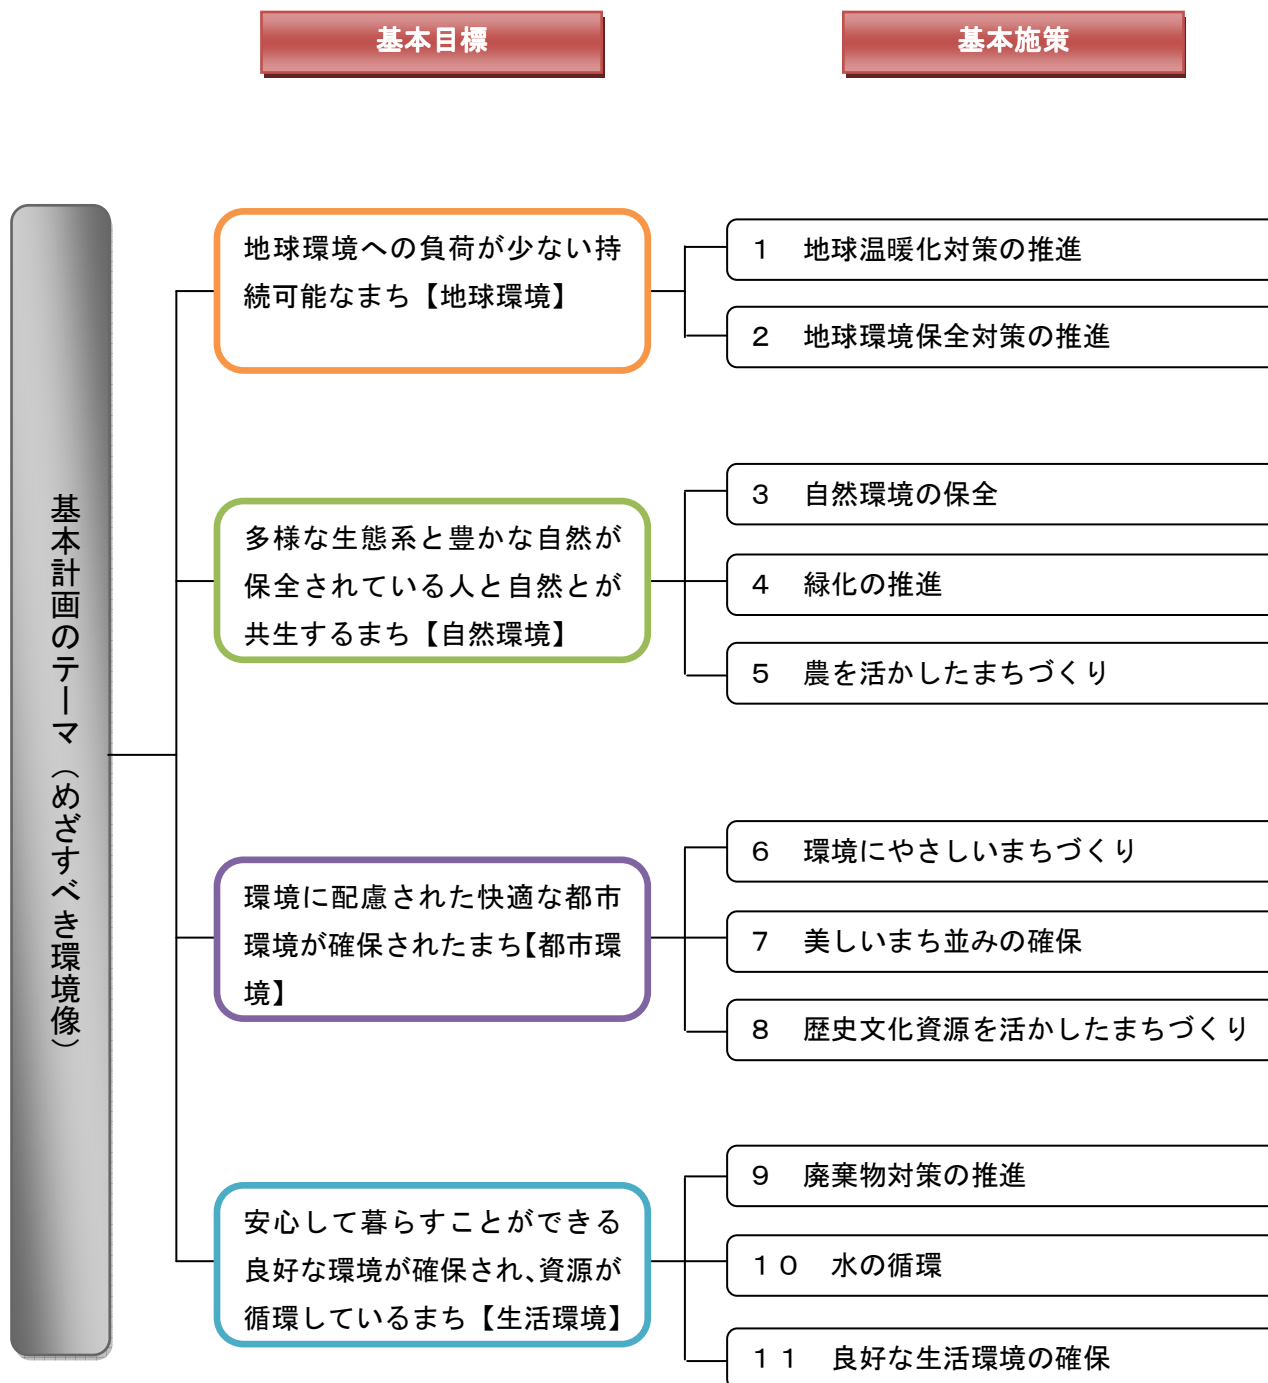 基本目標
基本施策
基本計画のテーマ（めざすべき環境像）
地球環境への負荷が少ない持
続可能なまち【地球環境】
1　地球温暖化対策の推進
2　地球環境保全対策の推進
多様な生態系と豊かな自然が
保全されている人と自然とが
共生するまち【自然環境】
3　自然環境の保全
4　緑化の推進
5　農を活かしたまちづくり
環境に配慮された快適な都市
環境が確保されたまち【都市環
境】
6　環境にやさしいまちづくり
7　美しいまち並みの確保
8　歴史文化資源を活かしたまちづくり
安心して暮らすことができる
良好な環境が確保され、資源が
循環しているまち【生活環境】
9　廃棄物対策の推進
10　水の循環
11　良好な生活環境の確保